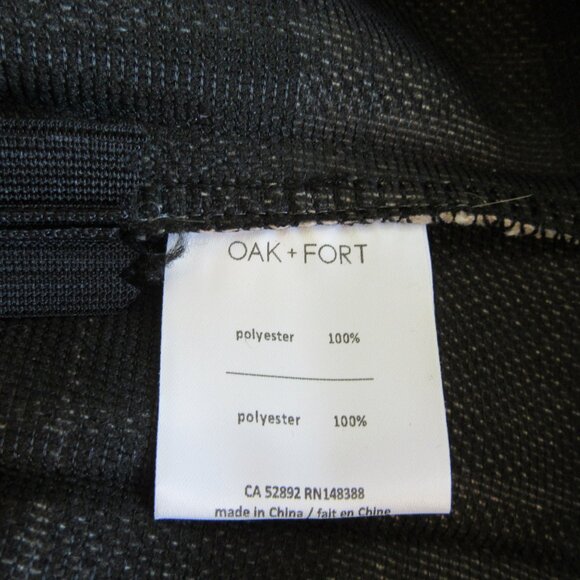 OAK + FORT
polyester 100%
polyester 100%
CA 52892 RN148388
made in China / fait en Chine